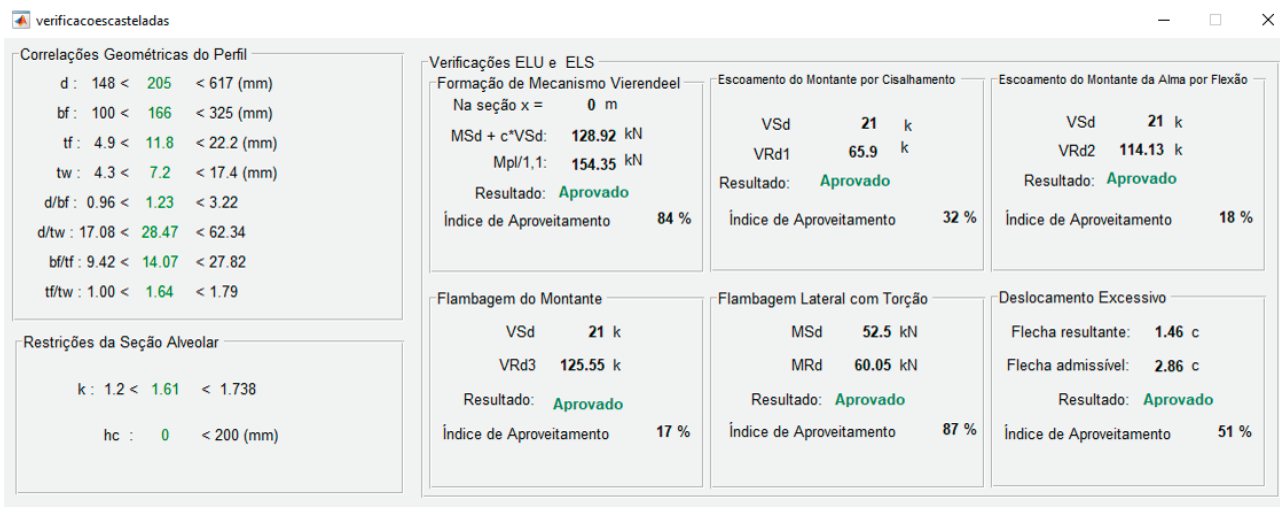 verificacoescasteladas
Correlações Geométricas do Perfil
d : 148 < 205 < 617 (mm)
bf : 100 < 166 < 325 (mm)
tf : 4.9 < 11.8 < 22.2 (mm)
tw : 4.3 < 7.2 < 17.4 (mm)
d/bf : 0.96 < 1.23 < 3.22
d/tw : 17.08 < 28.47 < 62.34
bf/tf : 9.42 < 14.07 < 27.82
tf/tw : 1.00 < 1.64 < 1.79
Restrições da Seção Alveolar
k : 1.2 < 1.61 < 1.738
hc : 0 < 200 (mm)
Verificações ELU e ELS
Formação de Mecanismo Vierendeel
Na seção x = 0 m
MSd + c*VSd: 128.92 kN
Mpl/1,1: 154.35 kN
Resultado: Aprovado
Índice de Aproveitamento 84 %
Escoamento do Montante por Cisalhamento
VSd 21 k
VRd1 65.9 k
Resultado: Aprovado
Índice de Aproveitamento 32 %
Escoamento do Montante da Alma por Flexão
VSd 21 k
VRd2 114.13 k
Resultado: Aprovado
Índice de Aproveitamento 18 %
Flambagem do Montante
VSd 21 k
VRd3 125.55 k
Resultado: Aprovado
Índice de Aproveitamento 17 %
Flambagem Lateral com Torção
MSd 52.5 kN
MRd 60.05 kN
Resultado: Aprovado
Índice de Aproveitamento 87 %
Deslocamento Excessivo
Flecha resultante: 1.46 c
Flecha admissível: 2.86 c
Resultado: Aprovado
Índice de Aproveitamento 51 %